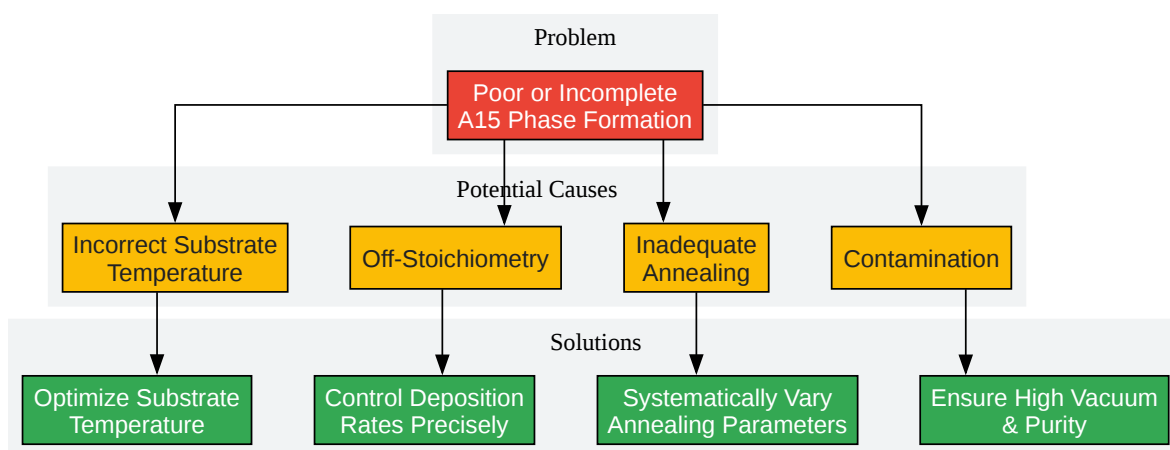 Problem
Poor or Incomplete
A15 Phase Formation
Potential Causes
Incorrect Substrate
Temperature
Off-Stoichiometry
Inadequate
Annealing
Contamination
Solutions
Optimize Substrate
Temperature
Control Deposition
Rates Precisely
Systematically Vary
Annealing Parameters
Ensure High Vacuum
& Purity